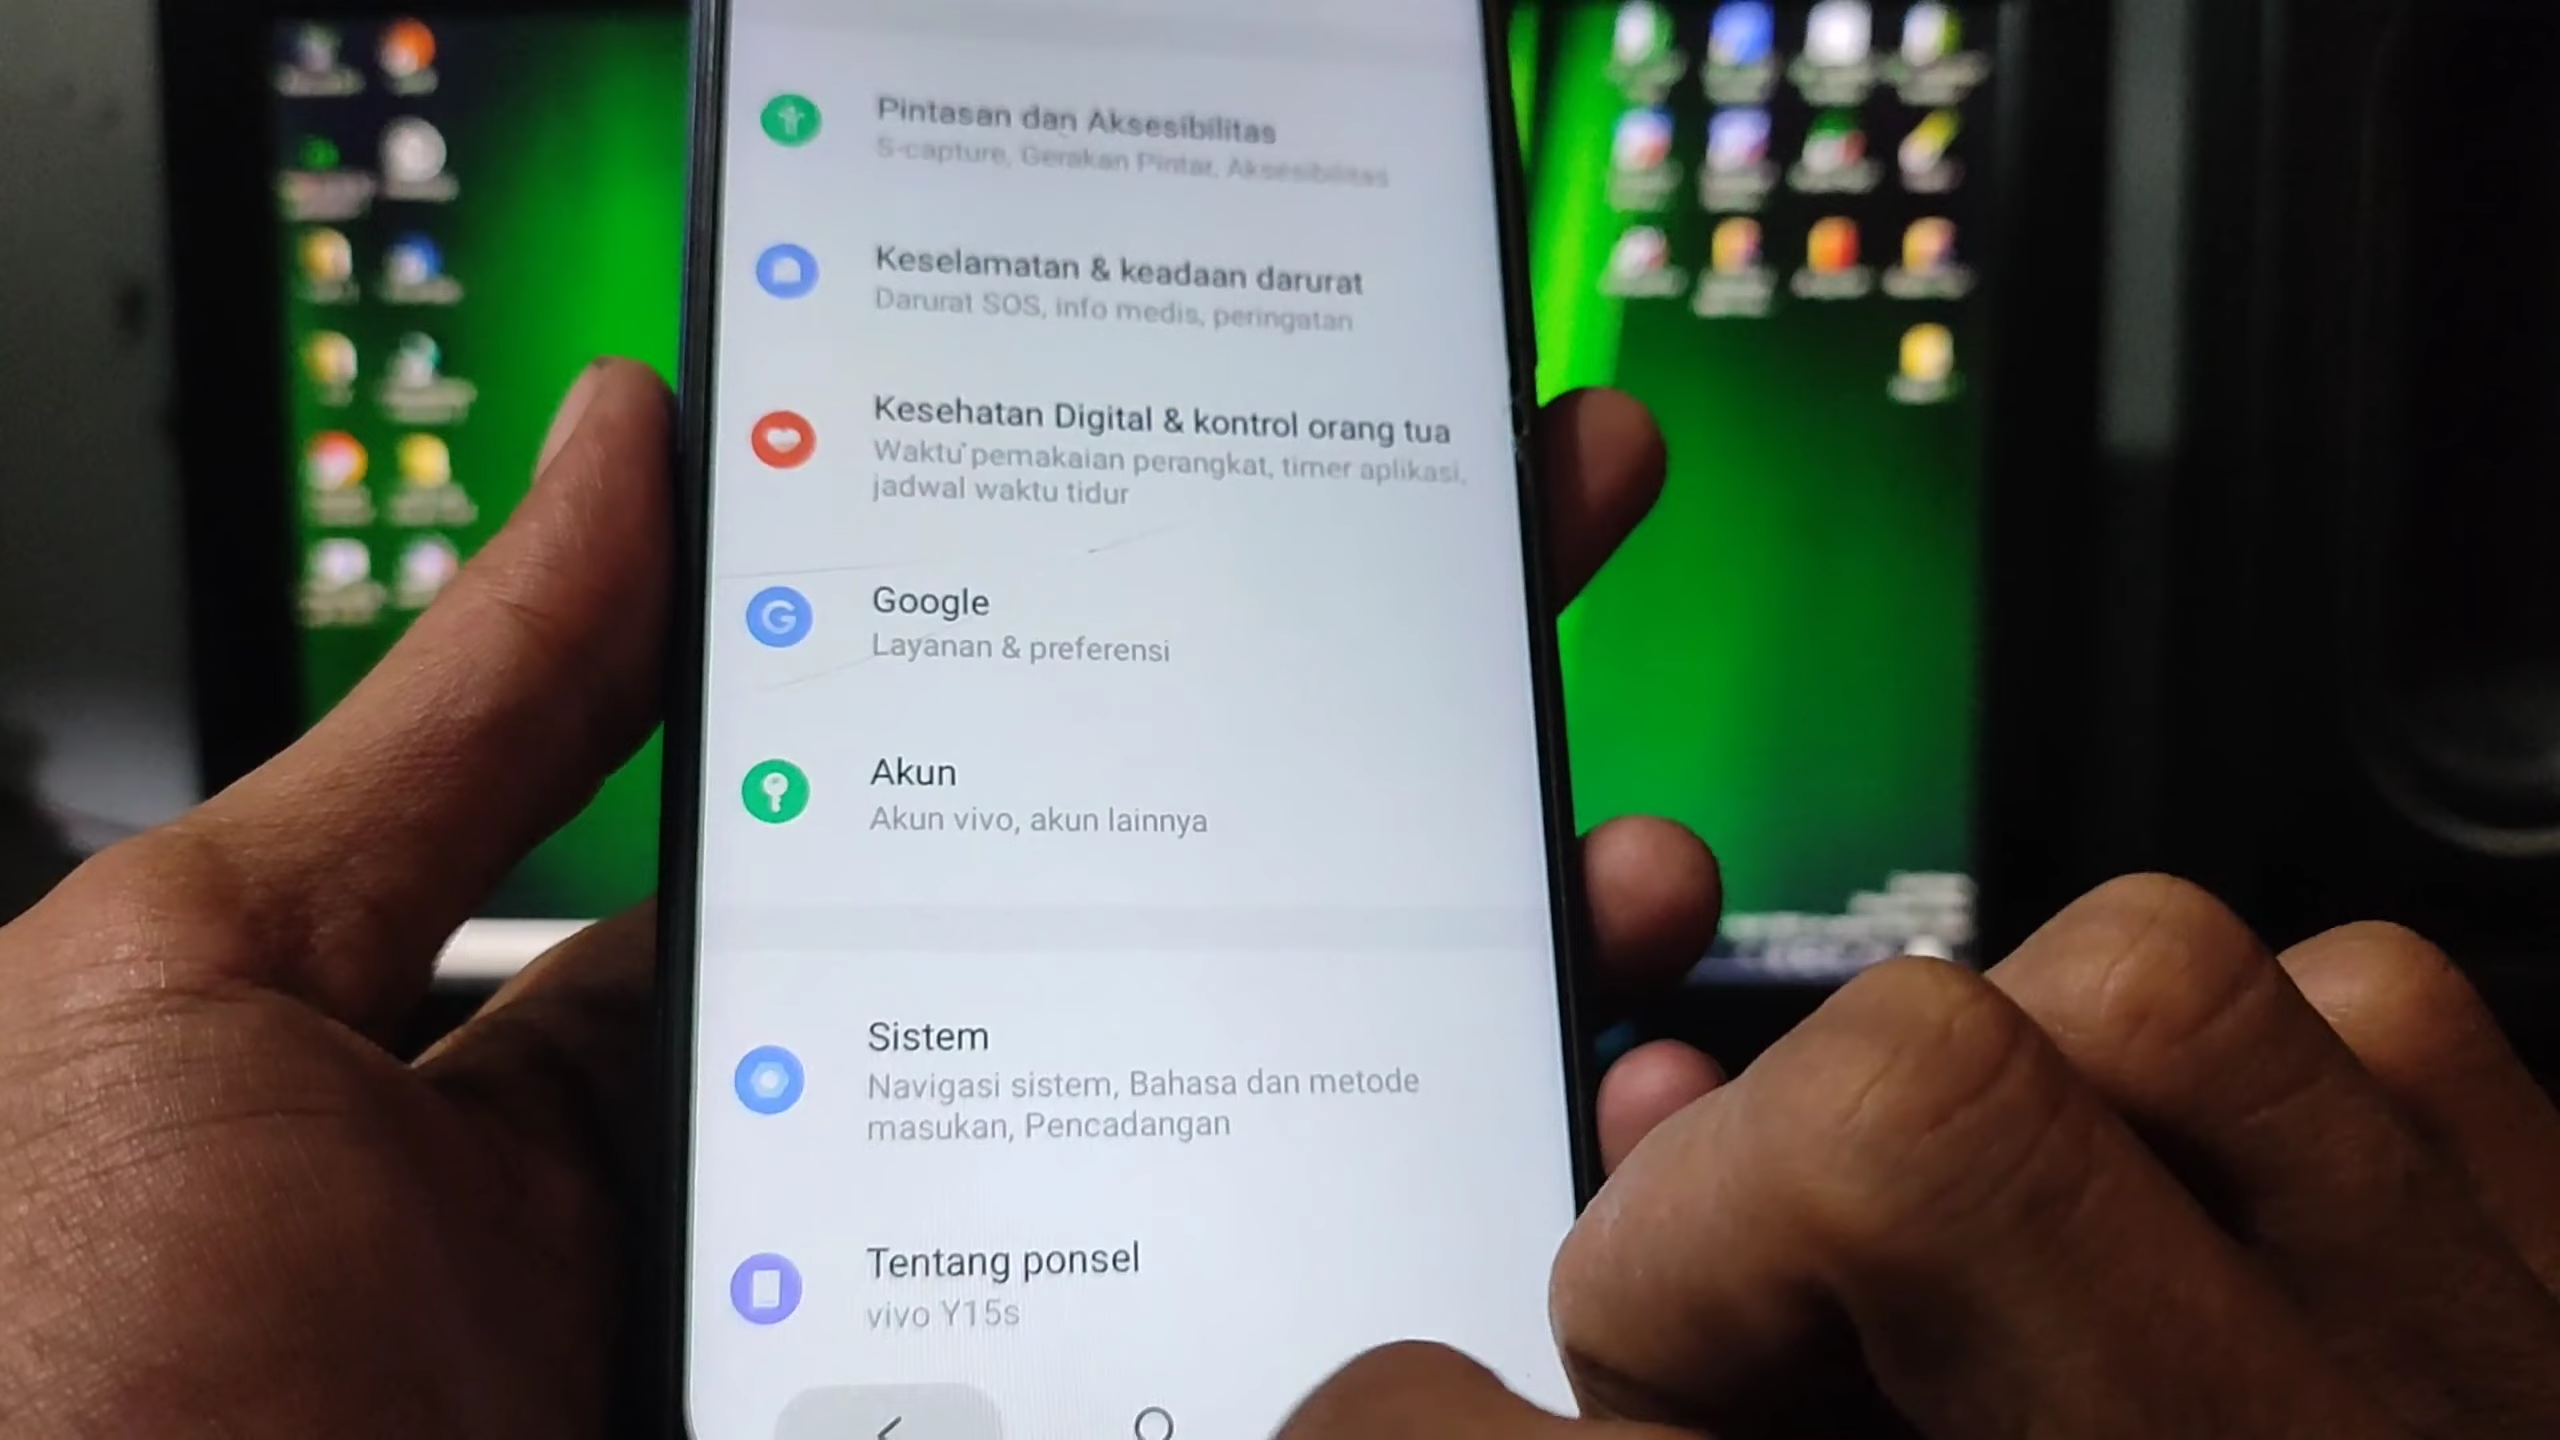 Pintasan dan Aksesibilitas
S-capture, Gerakan Pintar, Aksesibilitas
Keselamatan & keadaan darurat
Darurat SOS, info medis, peringatan
Kesehatan Digital & kontrol orang tua
Waktu pemakaian perangkat, timer aplikasi,
jadwal waktu tidur
Google
Layanan & preferensi
Akun
Akun vivo, akun lainnya
Sistem
Navigasi sistem, Bahasa dan metode
masukan, Pencadangan
Tentang ponsel
vivo Y15s